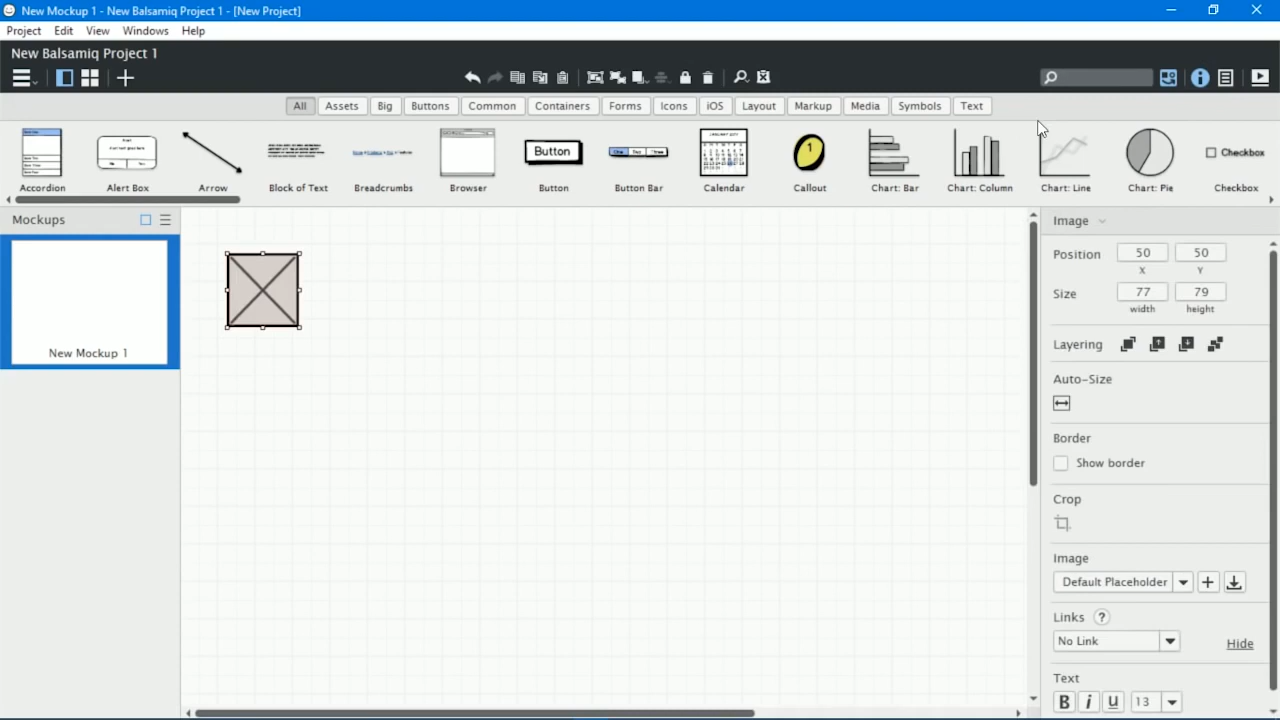 New Mockup 1 - New Balsamiq Project 1 - [New Project]
Project Edit View Windows Help
New Balsamiq Project 1
All Assets Big Buttons Common Containers Forms Icons iOS Layout Markup Media Symbols Text
Button
One Two Three
1
Checkbox
Accordion Alert Box Arrow Block of Text Breadcrumbs Browser Button Button Bar Calendar Callout Chart: Bar Chart: Column Chart: Line Chart: Pie Checkbox
Mockups
New Mockup 1
Image
Position 50 50
X Y
Size 77 79
width height
Layering
Auto-Size
Border
Show border
Crop
Image
Default Placeholder
Links ?
No Link Hide
Text
B i U 13